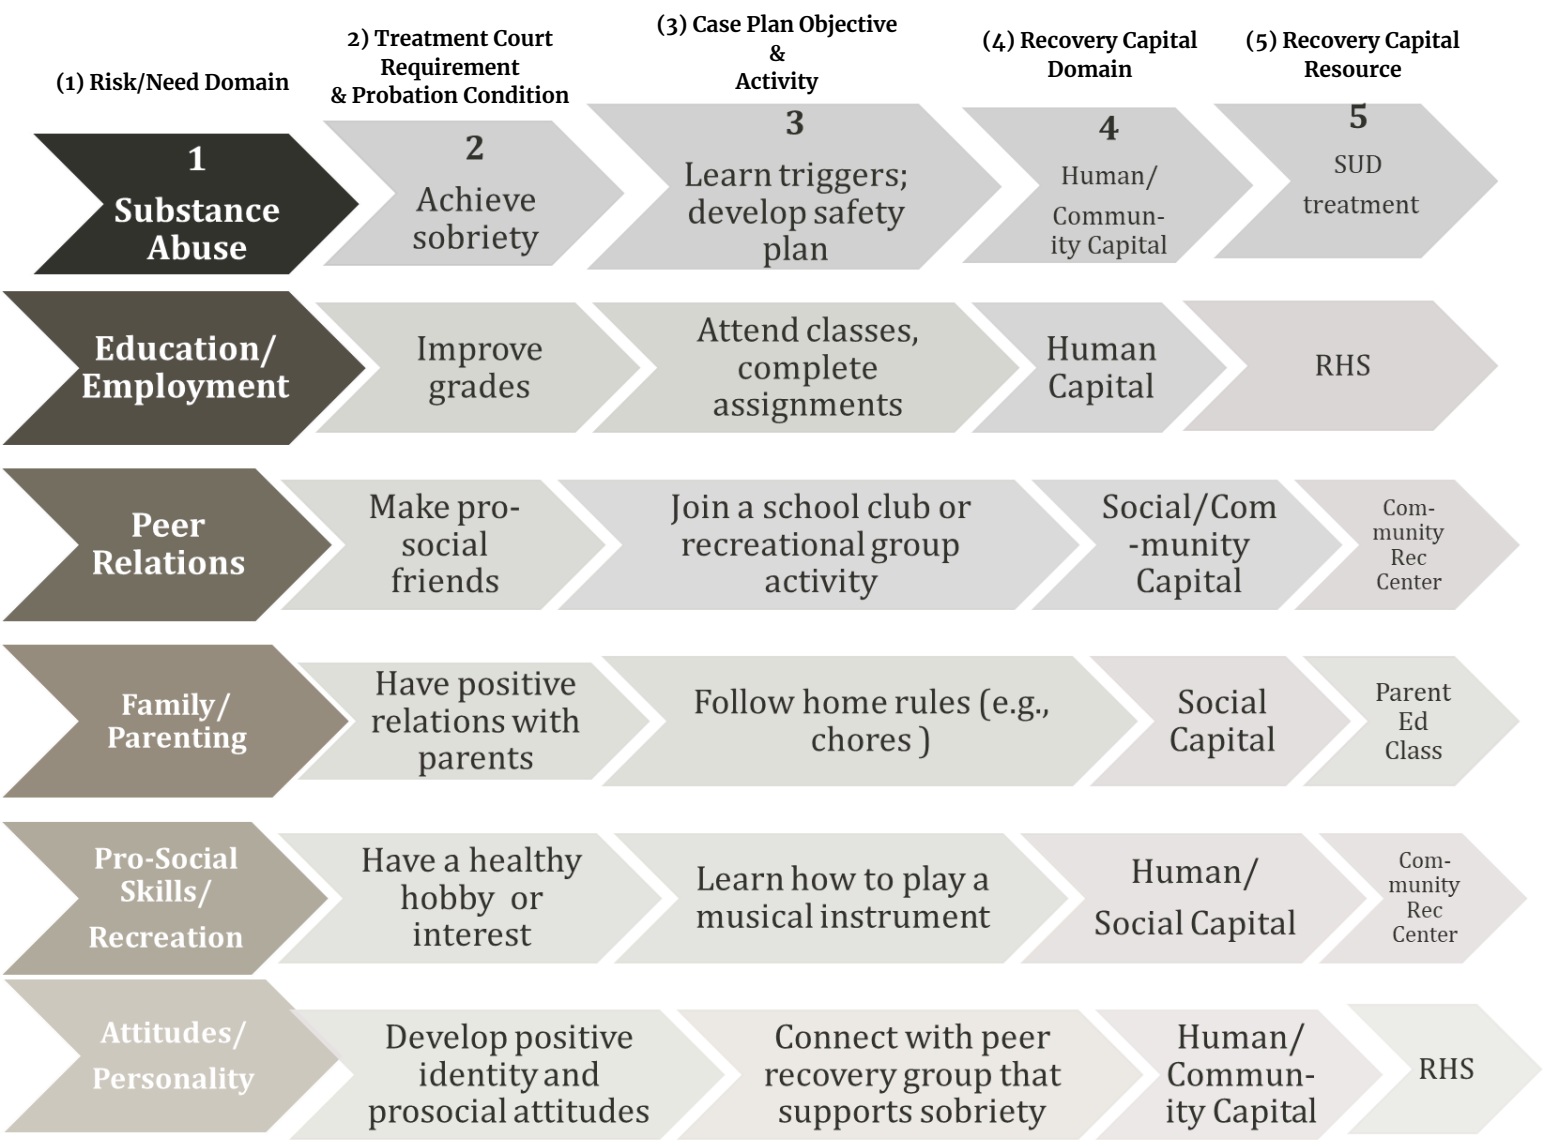 (1) Risk/Need Domain
2) Treatment Court
Requirement
& Probation Condition
(3) Case Plan Objective
&
Activity
(4) Recovery Capital
Domain
(5) Recovery Capital
Resource
1
Substance
Abuse
2
Achieve
sobriety
3
Learn triggers;
develop safety
plan
4
Human/
Commun-
ity Capital
5
SUD
treatment
Education/
Employment
Improve
grades
Attend classes,
complete
assignments
Human
Capital
RHS
Peer
Relations
Make pro-
social
friends
Join a school club or
recreational group
activity
Social/Com
-munity
Capital
Com-
munity
Rec
Center
Family/
Parenting
Have positive
relations with
parents
Follow home rules (e.g.,
chores )
Social
Capital
Parent
Ed
Class
Pro-Social
Skills/
Recreation
Have a healthy
hobby or
interest
Learn how to play a
musical instrument
Human/
Social Capital
Com-
munity
Rec
Center
Attitudes/
Personality
Develop positive
identity and
prosocial attitudes
Connect with peer
recovery group that
supports sobriety
Human/
Commun-
ity Capital
RHS